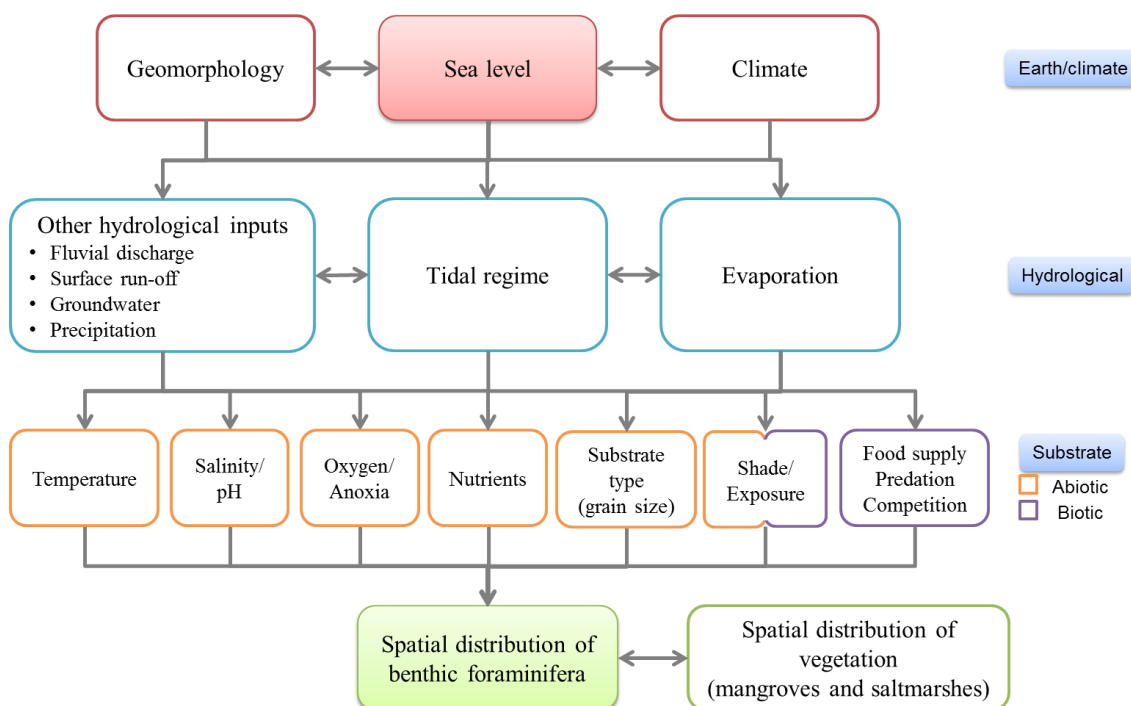 Geomorphology
Sea level
Climate
Earth/climate
Other hydrological inputs
• Fluvial discharge
• Surface run-off
• Groundwater
• Precipitation
Tidal regime
Evaporation
Hydrological
Temperature
Salinity/
pH
Oxygen/
Anoxia
Nutrients
Substrate
type
(grain size)
Shade/
Exposure
Food supply
Predation
Competition
Substrate
Abiotic
Biotic
Spatial distribution of
benthic foraminifera
Spatial distribution of
vegetation
(mangroves and saltmarshes)